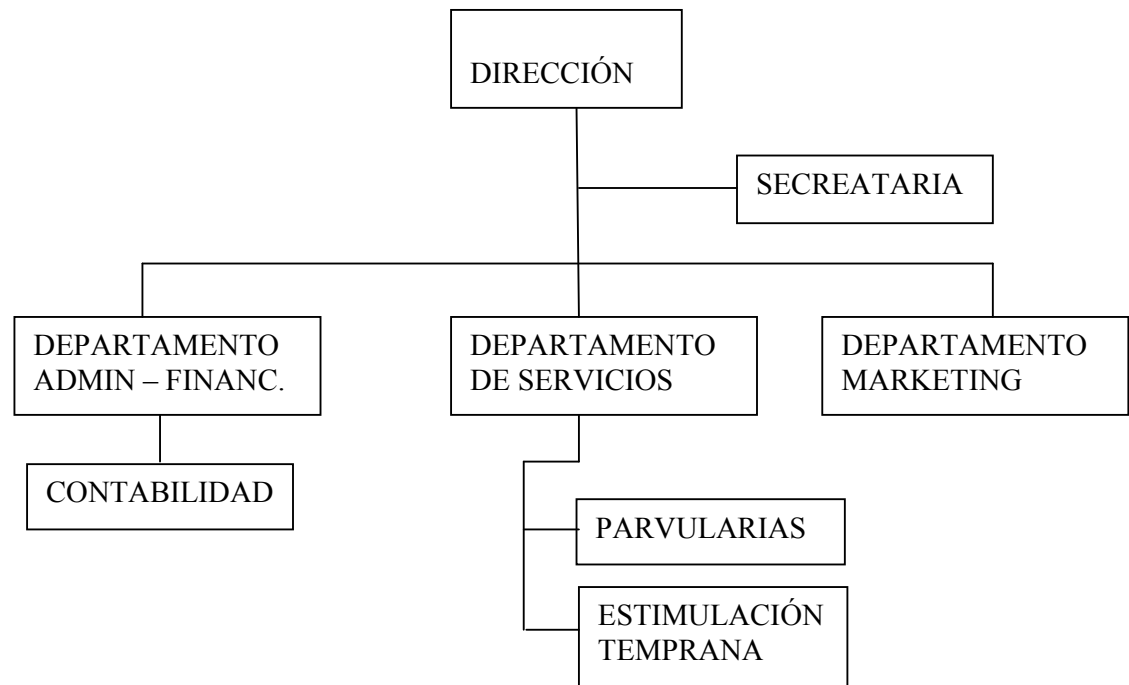 DIRECCIÓN
SECREATARIA
DEPARTAMENTO
ADMIN – FINANC.
DEPARTAMENTO
DE SERVICIOS
DEPARTAMENTO
MARKETING
CONTABILIDAD
PARVULARIAS
ESTIMULACIÓN
TEMPRANA